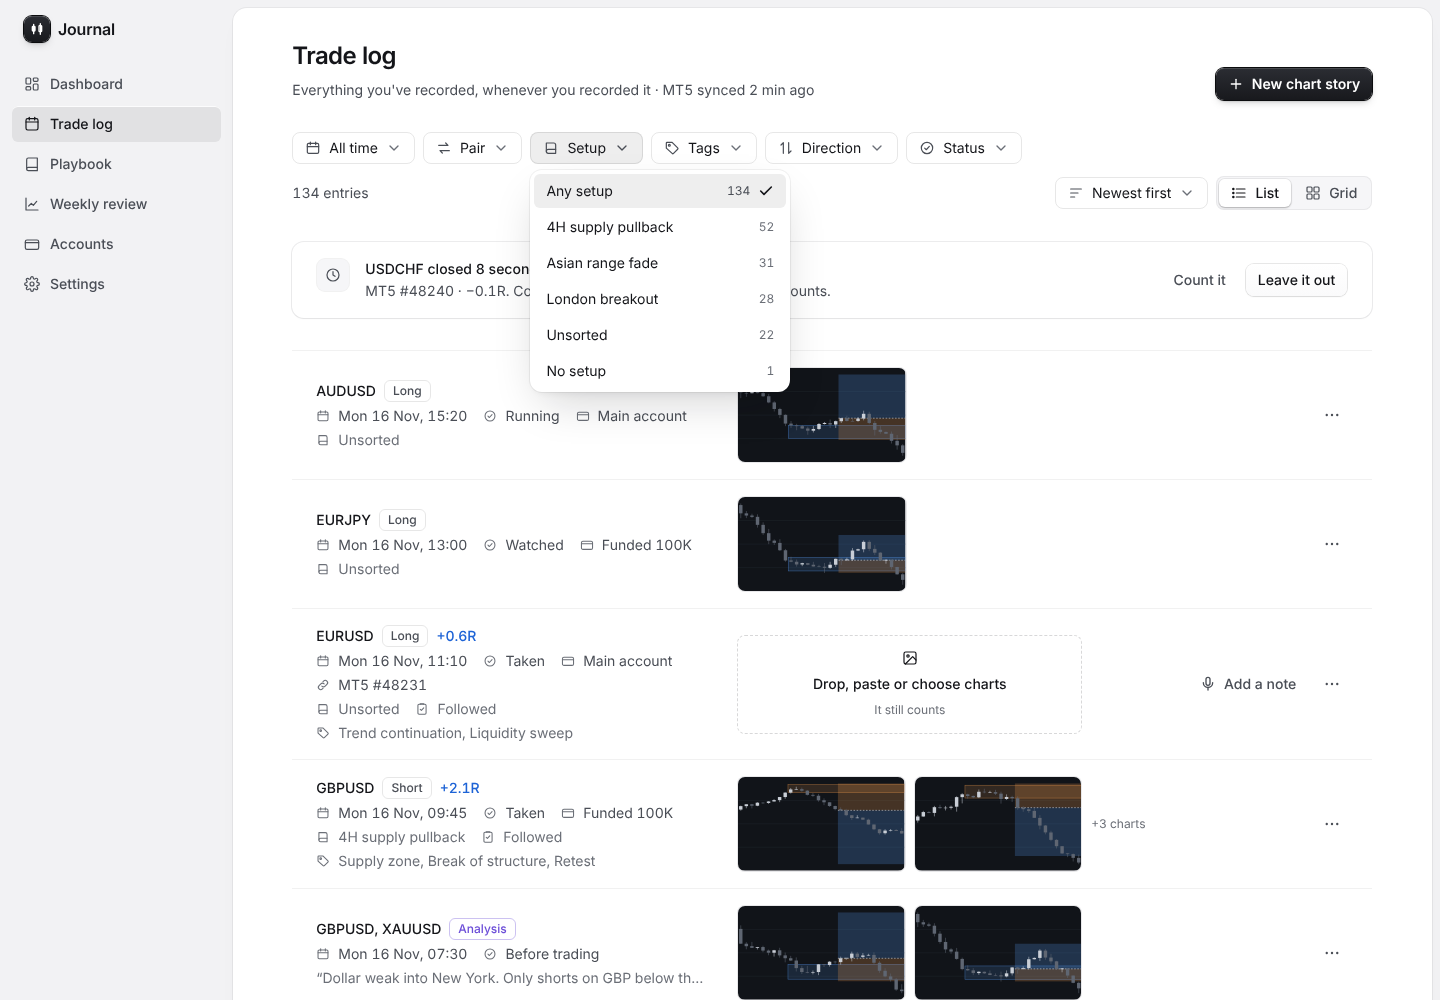 Journal
Dashboard
Trade log
Playbook
Weekly review
Accounts
Settings
Trade log
Everything you've recorded, whenever you recorded it · MT5 synced 2 min ago
New chart story
All time
Pair
Setup
Tags
Direction
Status
134 entries
Newest first
List
Grid
Any setup 134
4H supply pullback 52
Asian range fade 31
London breakout 28
Unsorted 22
No setup 1
USDCHF closed 8 secon
MT5 #48240 · −0.1R. Co
ounts.
Count it
Leave it out
AUDUSD Long
Mon 16 Nov, 15:20 Running Main account
Unsorted
EURJPY Long
Mon 16 Nov, 13:00 Watched Funded 100K
Unsorted
EURUSD Long +0.6R
Mon 16 Nov, 11:10 Taken Main account
MT5 #48231
Unsorted Followed
Trend continuation, Liquidity sweep
Drop, paste or choose charts
It still counts
Add a note
GBPUSD Short +2.1R
Mon 16 Nov, 09:45 Taken Funded 100K
4H supply pullback Followed
Supply zone, Break of structure, Retest
+3 charts
GBPUSD, XAUUSD Analysis
Mon 16 Nov, 07:30 Before trading
“Dollar weak into New York. Only shorts on GBP below th...